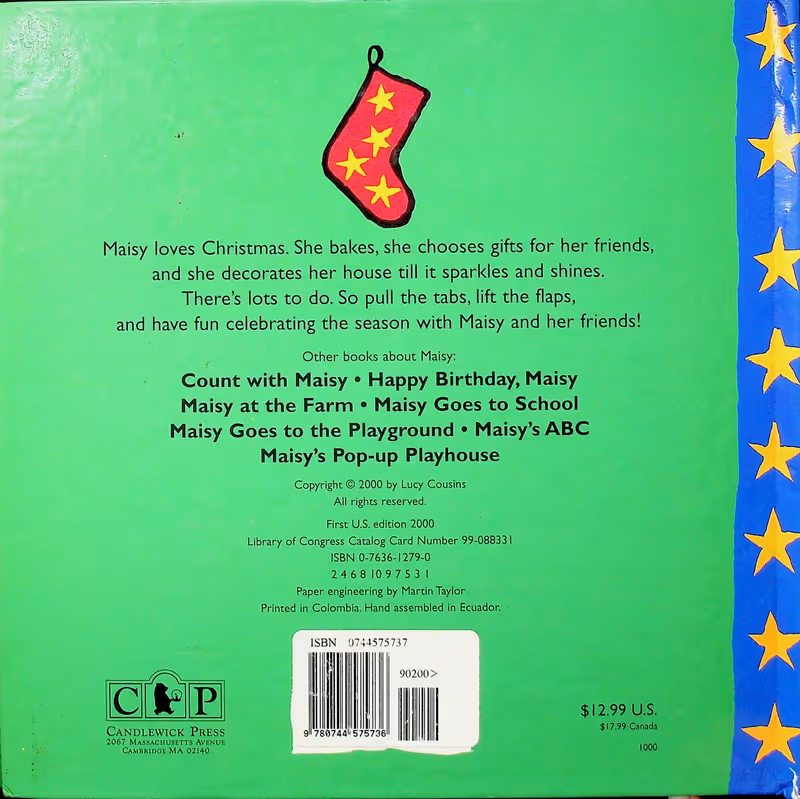 Maisy loves Christmas. She bakes, she chooses gifts for her friends,
and she decorates her house till it sparkles and shines.
There's lots to do. So pull the tabs, lift the flaps,
and have fun celebrating the season with Maisy and her friends!
Other books about Maisy:
Count with Maisy • Happy Birthday, Maisy
Maisy at the Farm • Maisy Goes to School
Maisy Goes to the Playground • Maisy's ABC
Maisy's Pop-up Playhouse
Copyright © 2000 by Lucy Cousins
All rights reserved.
First U.S. edition 2000
Library of Congress Catalog Card Number 99-088331
ISBN 0-7636-1279-0
2 4 6 8 10 9 7 5 3 1
Paper engineering by Martin Taylor
Printed in Colombia. Hand assembled in Ecuador.
ISBN 0744575737
90200>
9 780744 575736
C P
CANDLEWICK PRESS
2067 MASSACHUSETTS AVENUE
CAMBRIDGE MA 02140
$12.99 U.S.
$17.99 Canada
1000